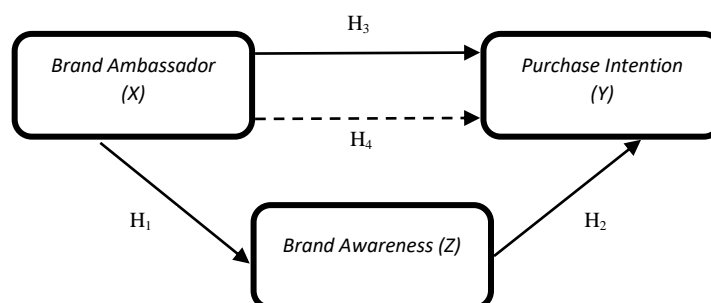 H₃
Brand Ambassador
(X)
Purchase Intention
(Y)
H₄
H₁
H₂
Brand Awareness (Z)